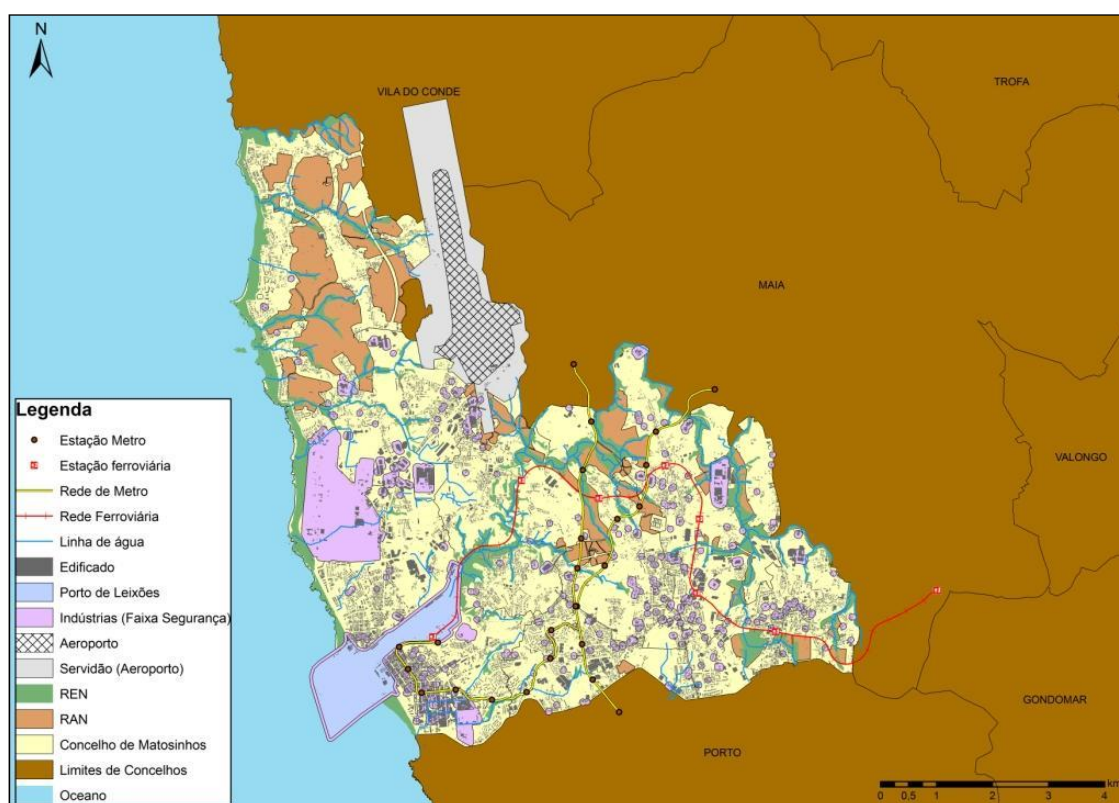 N
VILA DO CONDE
TROFA
MAIA
VALONGO
GONDOMAR
PORTO
Legenda
Estação Metro
Estação ferroviária
Rede de Metro
Rede Ferroviária
Linha de água
Edificado
Porto de Leixões
Indústrias (Faixa Segurança)
Aeroporto
Servidão (Aeroporto)
REN
RAN
Concelho de Matosinhos
Limites de Concelhos
Oceano
km
0 0.5 1 2 3 4